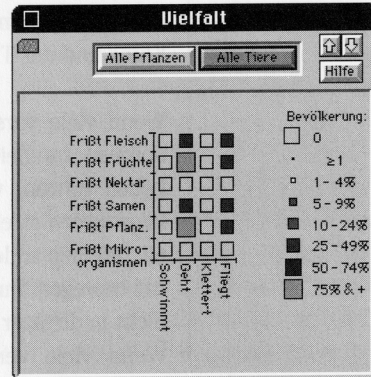 Vielfalt
Alle Pflanzen
Alle Tiere
Hilfe
Bevölkerung:
0
≥1
1-4%
5-9%
10-24%
25-49%
50-74%
75% & +
Frißt Fleisch
Frißt Früchte
Frißt Nektar
Frißt Samen
Frißt Pflanz.
Frißt Mikro-
organismen
Schwimmt
Geht
Klettert
Fliegt